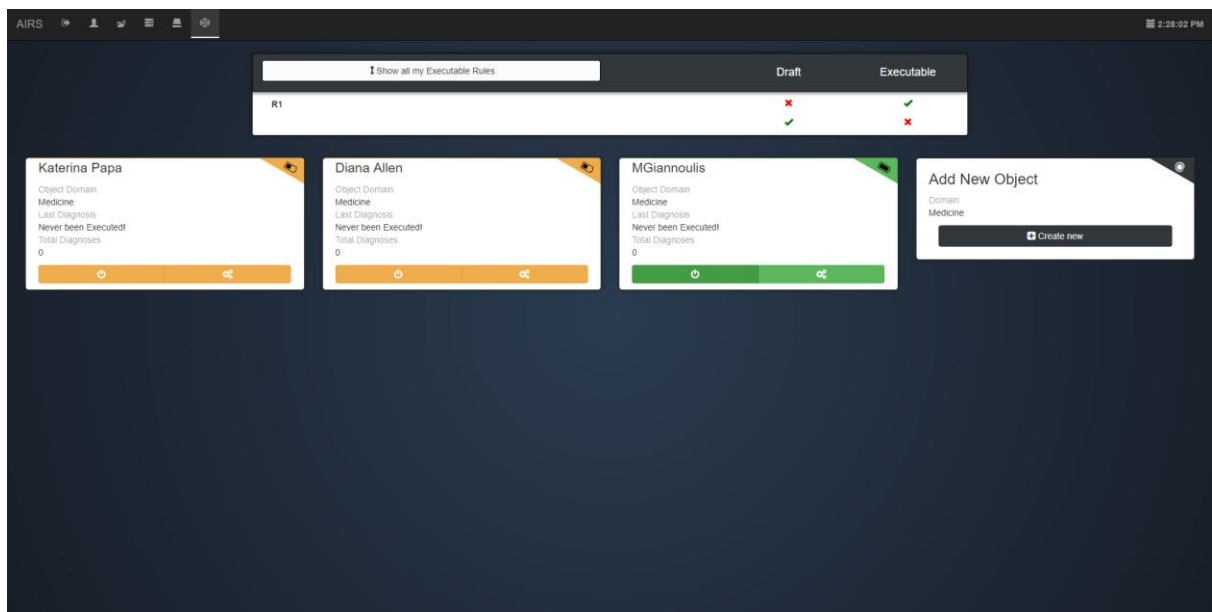 AIRS
2:28:02 PM
Show all my Executable Rules Draft Executable
R1
Katerina Papa
Object Domain
Medicine
Last Diagnosis
Never been Executed!
Total Diagnoses
0
Diana Allen
Object Domain
Medicine
Last Diagnosis
Never been Executed!
Total Diagnoses
0
MGiannoulis
Object Domain
Medicine
Last Diagnosis
Never been Executed!
Total Diagnoses
0
Add New Object
Domain
Medicine
Create new